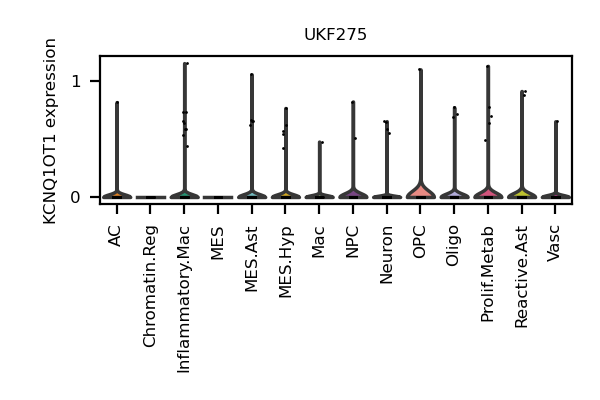 UKF275
KCNQ1OT1 expression
1
0
AC
Chromatin.Reg
Inflammatory.Mac
MES
MES.Ast
MES.Hyp
Mac
NPC
Neuron
OPC
Oligo
Prolif.Metab
Reactive.Ast
Vasc